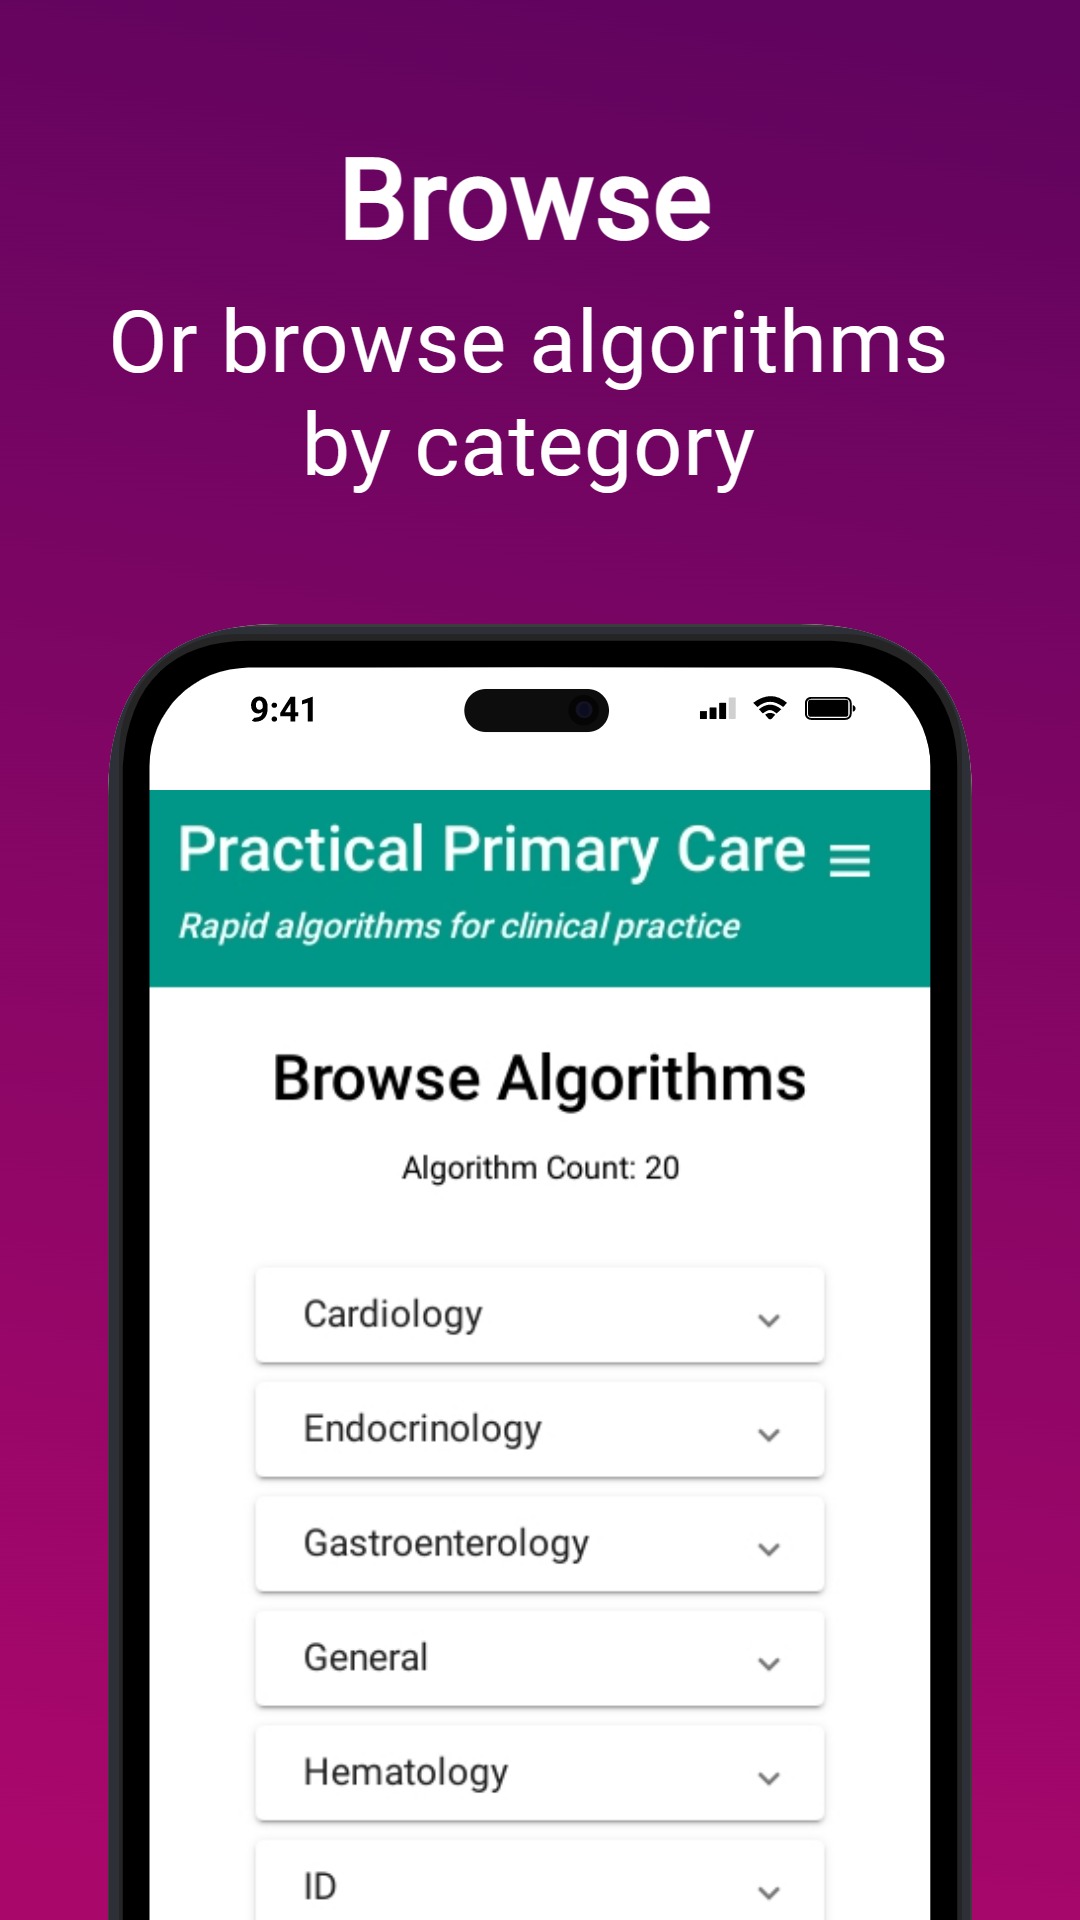 Browse
Or browse algorithms
by category
9:41
Practical Primary Care
Rapid algorithms for clinical practice
Browse Algorithms
Algorithm Count: 20
Cardiology
Endocrinology
Gastroenterology
General
Hematology
ID